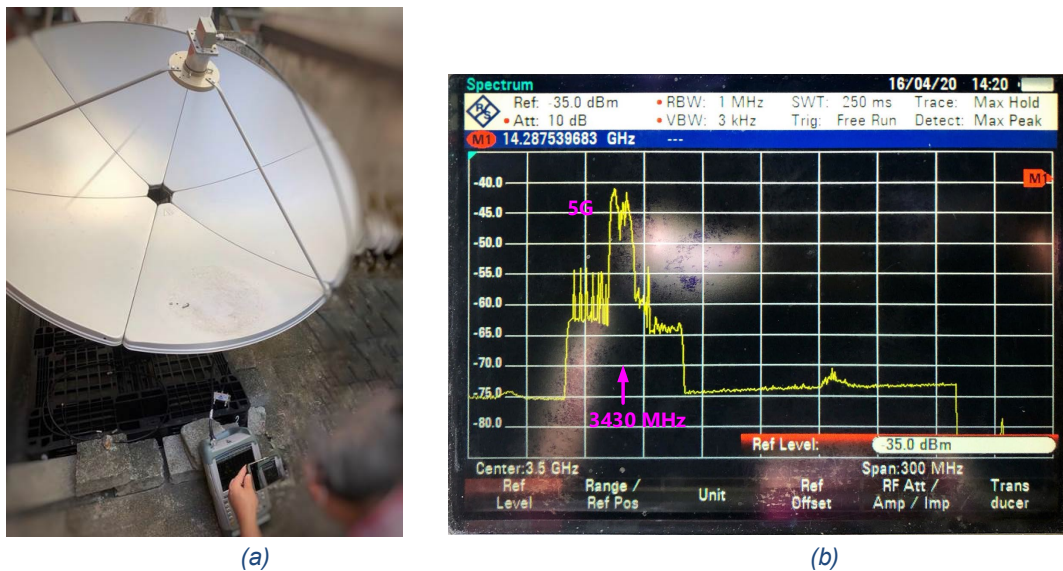 Spectrum 16/04/20 14:20
Ref: -35.0 dBm • RBW: 1 MHz SWT: 250 ms Trace: Max Hold
• Att: 10 dB • VBW: 3 kHz Trig: Free Run Detect: Max Peak
M1 14.287539683 GHz ---
M1
-40.0
5G
-45.0
-50.0
-55.0
-60.0
-65.0
-70.0
-75.0
3430 MHz
-80.0
Ref Level: -35.0 dBm
Center:3.5 GHz Span:300 MHz
Ref Level
Range / Ref Pos
Unit
Ref Offset
RF Att / Amp / Imp
Trans ducer
(a) (b)